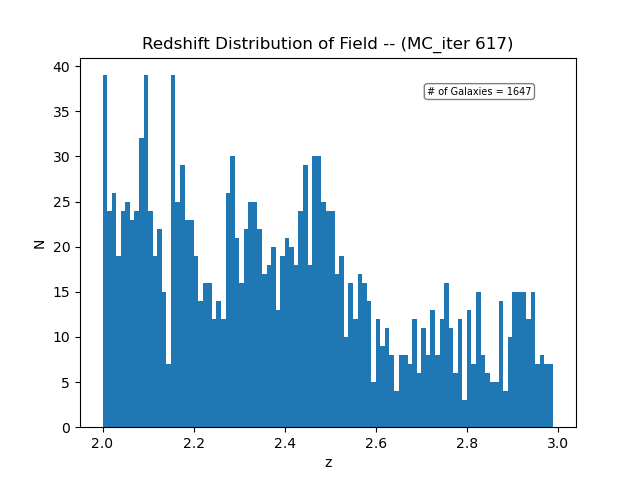 Redshift Distribution of Field -- (MC_iter 617)
# of Galaxies = 1647
N
40
35
30
25
20
15
10
5
0
2.0 2.2 2.4 2.6 2.8 3.0
z